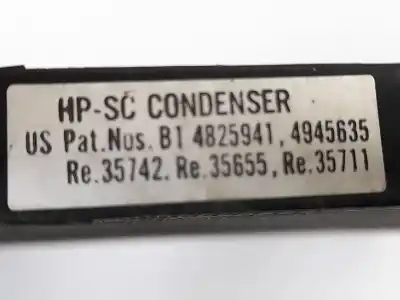 HP-SC CONDENSER
US Pat.Nos. B1 4825941, 4945635
Re.35742. Re.35655, Re.35711